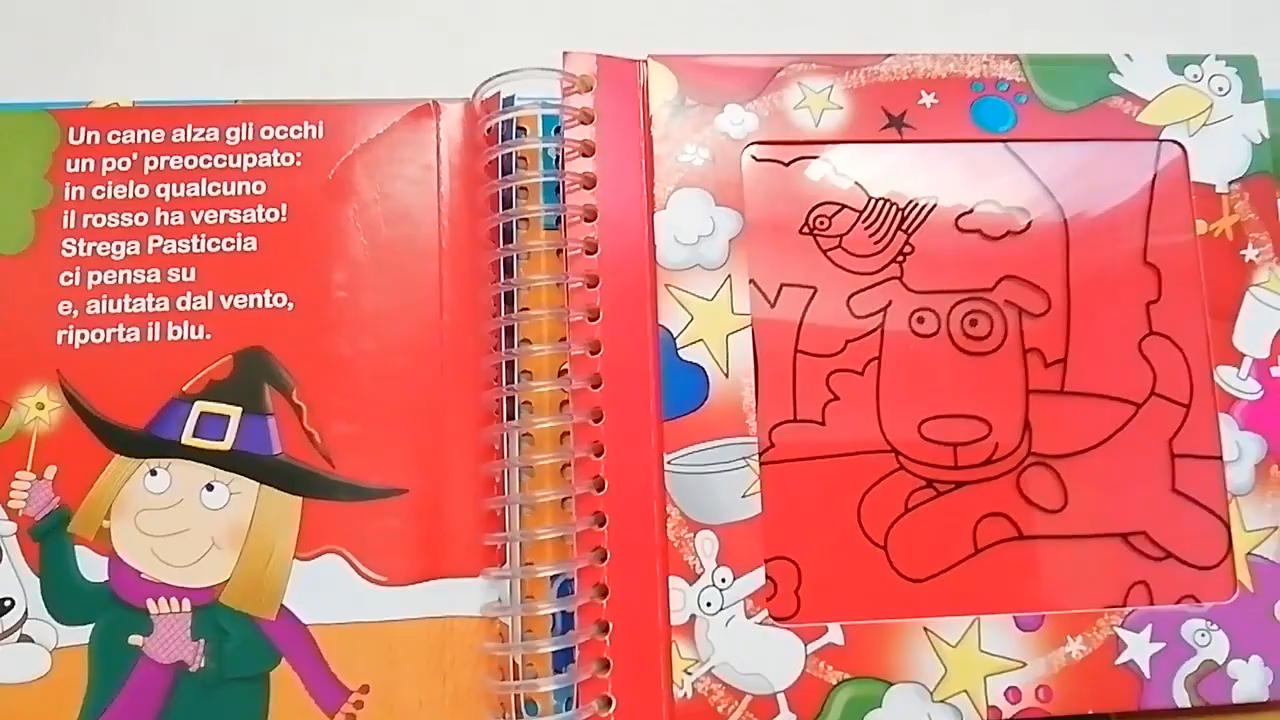 Un cane alza gli occhi
un po' preoccupato:
in cielo qualcuno
il rosso ha versato!
Strega Pasticcia
ci pensa su
e, aiutata dal vento,
riporta il blu.